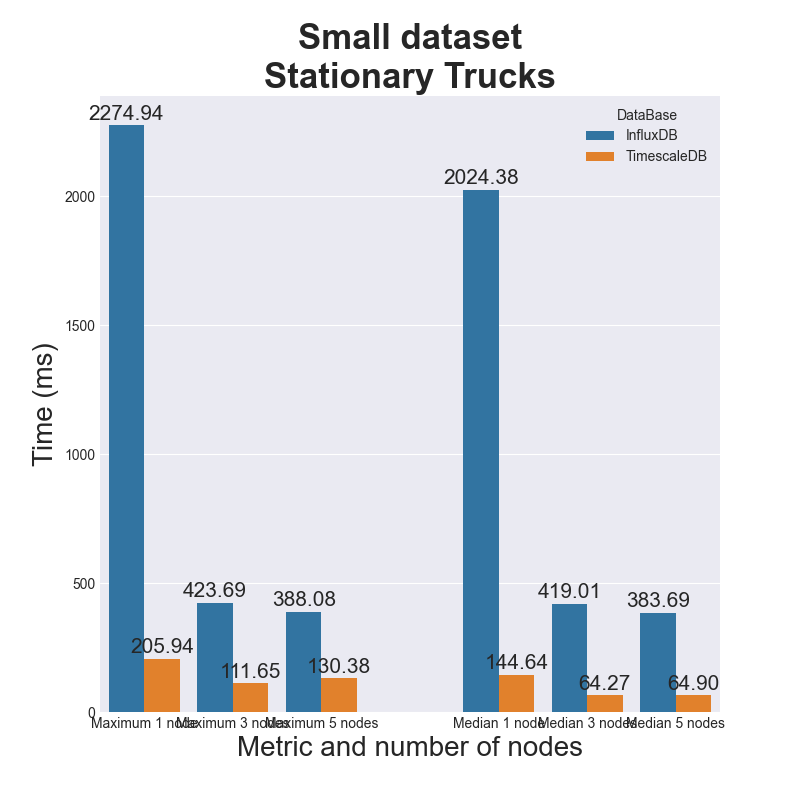 Small dataset
Stationary Trucks
2274.94
DataBase
InfluxDB
TimescaleDB
2024.38
2000
1500
Time (ms)
1000
500
423.69
388.08
419.01
383.69
205.94
111.65
130.38
144.64
64.27
64.90
0
Maximum 1 node
Maximum 3 nodes
Maximum 5 nodes
Median 1 node
Median 3 nodes
Median 5 nodes
Metric and number of nodes